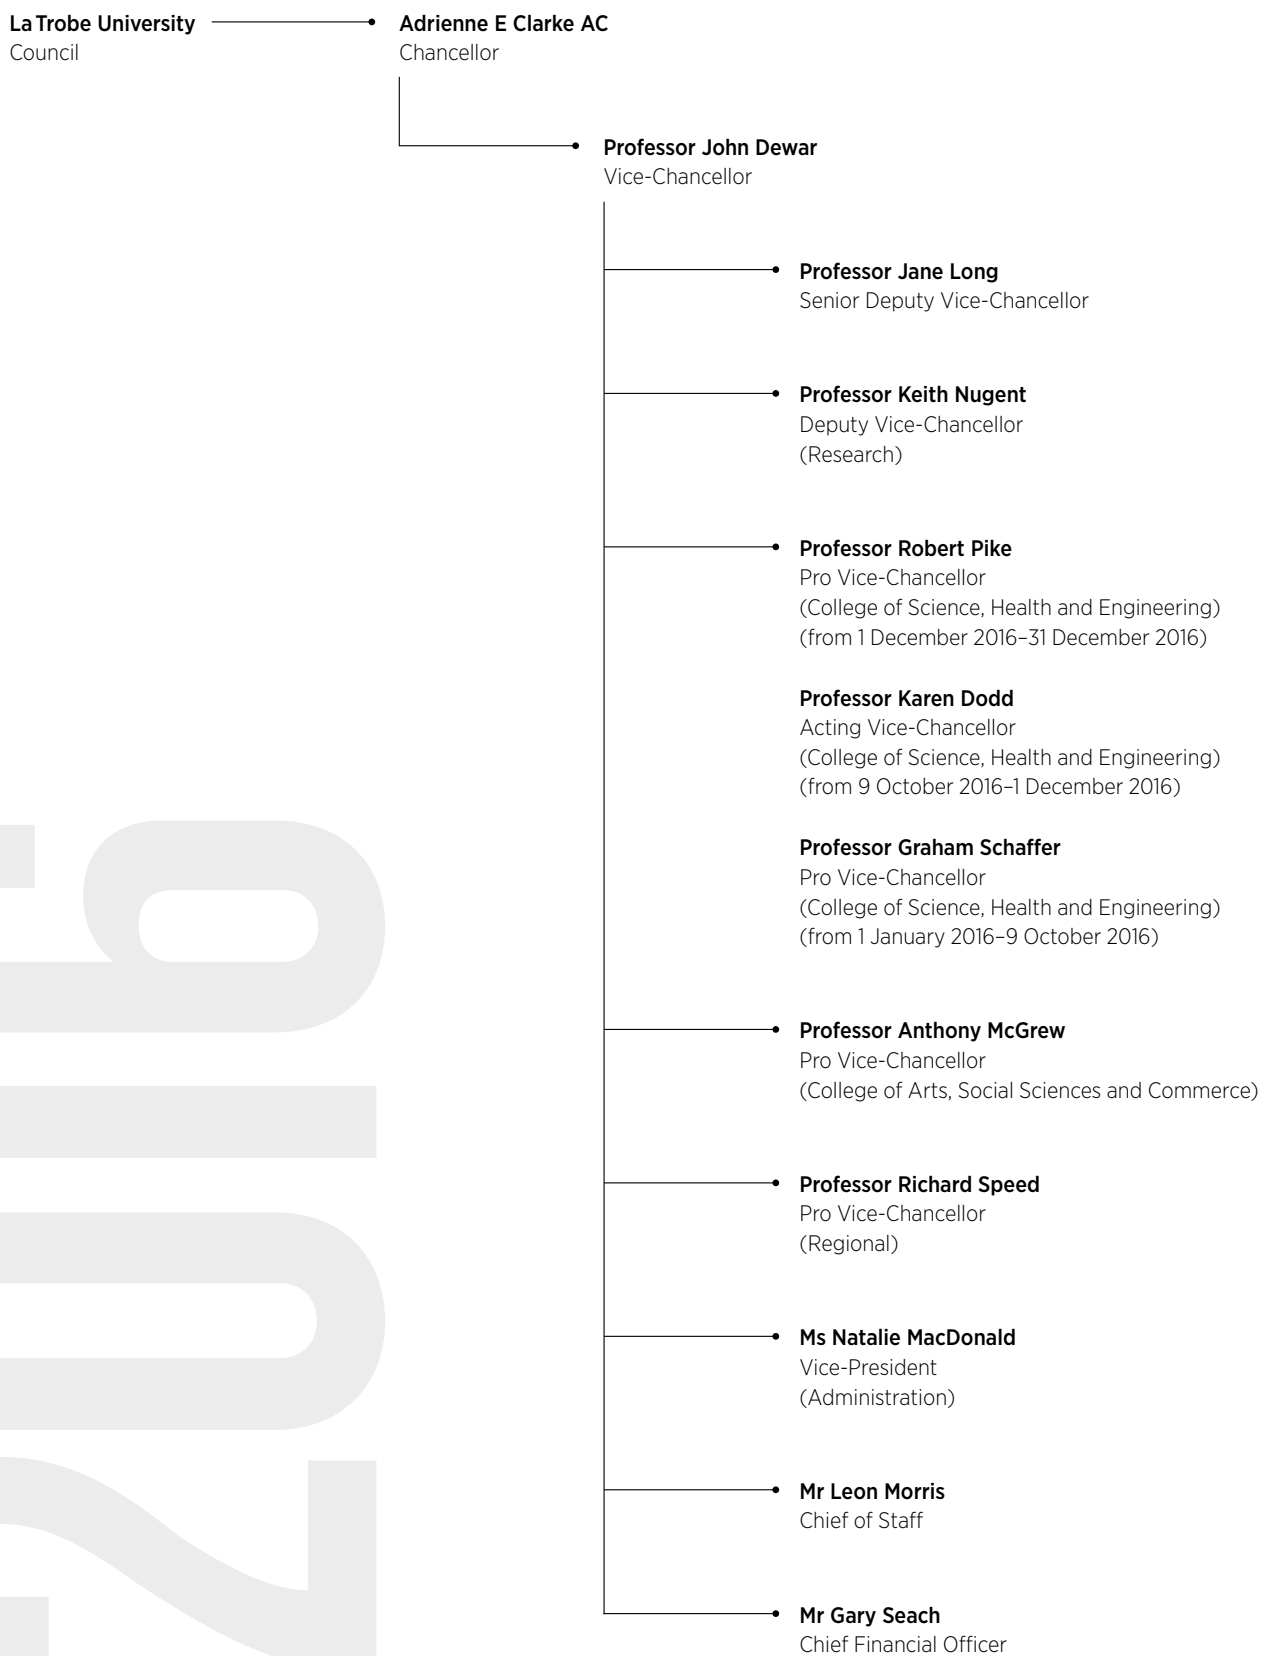 La Trobe University
Council
Adrienne E Clarke AC
Chancellor
Professor John Dewar
Vice-Chancellor
Professor Jane Long
Senior Deputy Vice-Chancellor
Professor Keith Nugent
Deputy Vice-Chancellor
(Research)
Professor Robert Pike
Pro Vice-Chancellor
(College of Science, Health and Engineering)
(from 1 December 2016–31 December 2016)
Professor Karen Dodd
Acting Vice-Chancellor
(College of Science, Health and Engineering)
(from 9 October 2016–1 December 2016)
Professor Graham Schaffer
Pro Vice-Chancellor
(College of Science, Health and Engineering)
(from 1 January 2016–9 October 2016)
Professor Anthony McGrew
Pro Vice-Chancellor
(College of Arts, Social Sciences and Commerce)
Professor Richard Speed
Pro Vice-Chancellor
(Regional)
Ms Natalie MacDonald
Vice-President
(Administration)
Mr Leon Morris
Chief of Staff
Mr Gary Seach
Chief Financial Officer
2016